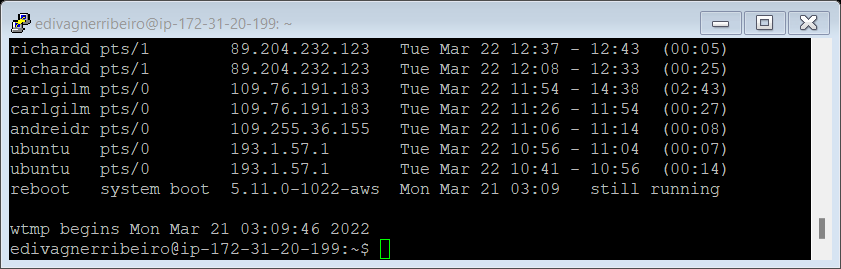 edivagnerribeiro@ip-172-31-20-199: ~
richardd pts/1        89.204.232.123   Tue Mar 22 12:37 - 12:43  (00:05)
richardd pts/1        89.204.232.123   Tue Mar 22 12:08 - 12:33  (00:25)
carlgilm pts/0        109.76.191.183   Tue Mar 22 11:54 - 14:38  (02:43)
carlgilm pts/0        109.76.191.183   Tue Mar 22 11:26 - 11:54  (00:27)
andreidr pts/0        109.255.36.155   Tue Mar 22 11:06 - 11:14  (00:08)
ubuntu   pts/0        193.1.57.1       Tue Mar 22 10:56 - 11:04  (00:07)
ubuntu   pts/0        193.1.57.1       Tue Mar 22 10:41 - 10:56  (00:14)
reboot   system boot  5.11.0-1022-aws  Mon Mar 21 03:09   still running
wtmp begins Mon Mar 21 03:09:46 2022
edivagnerribeiro@ip-172-31-20-199:~$